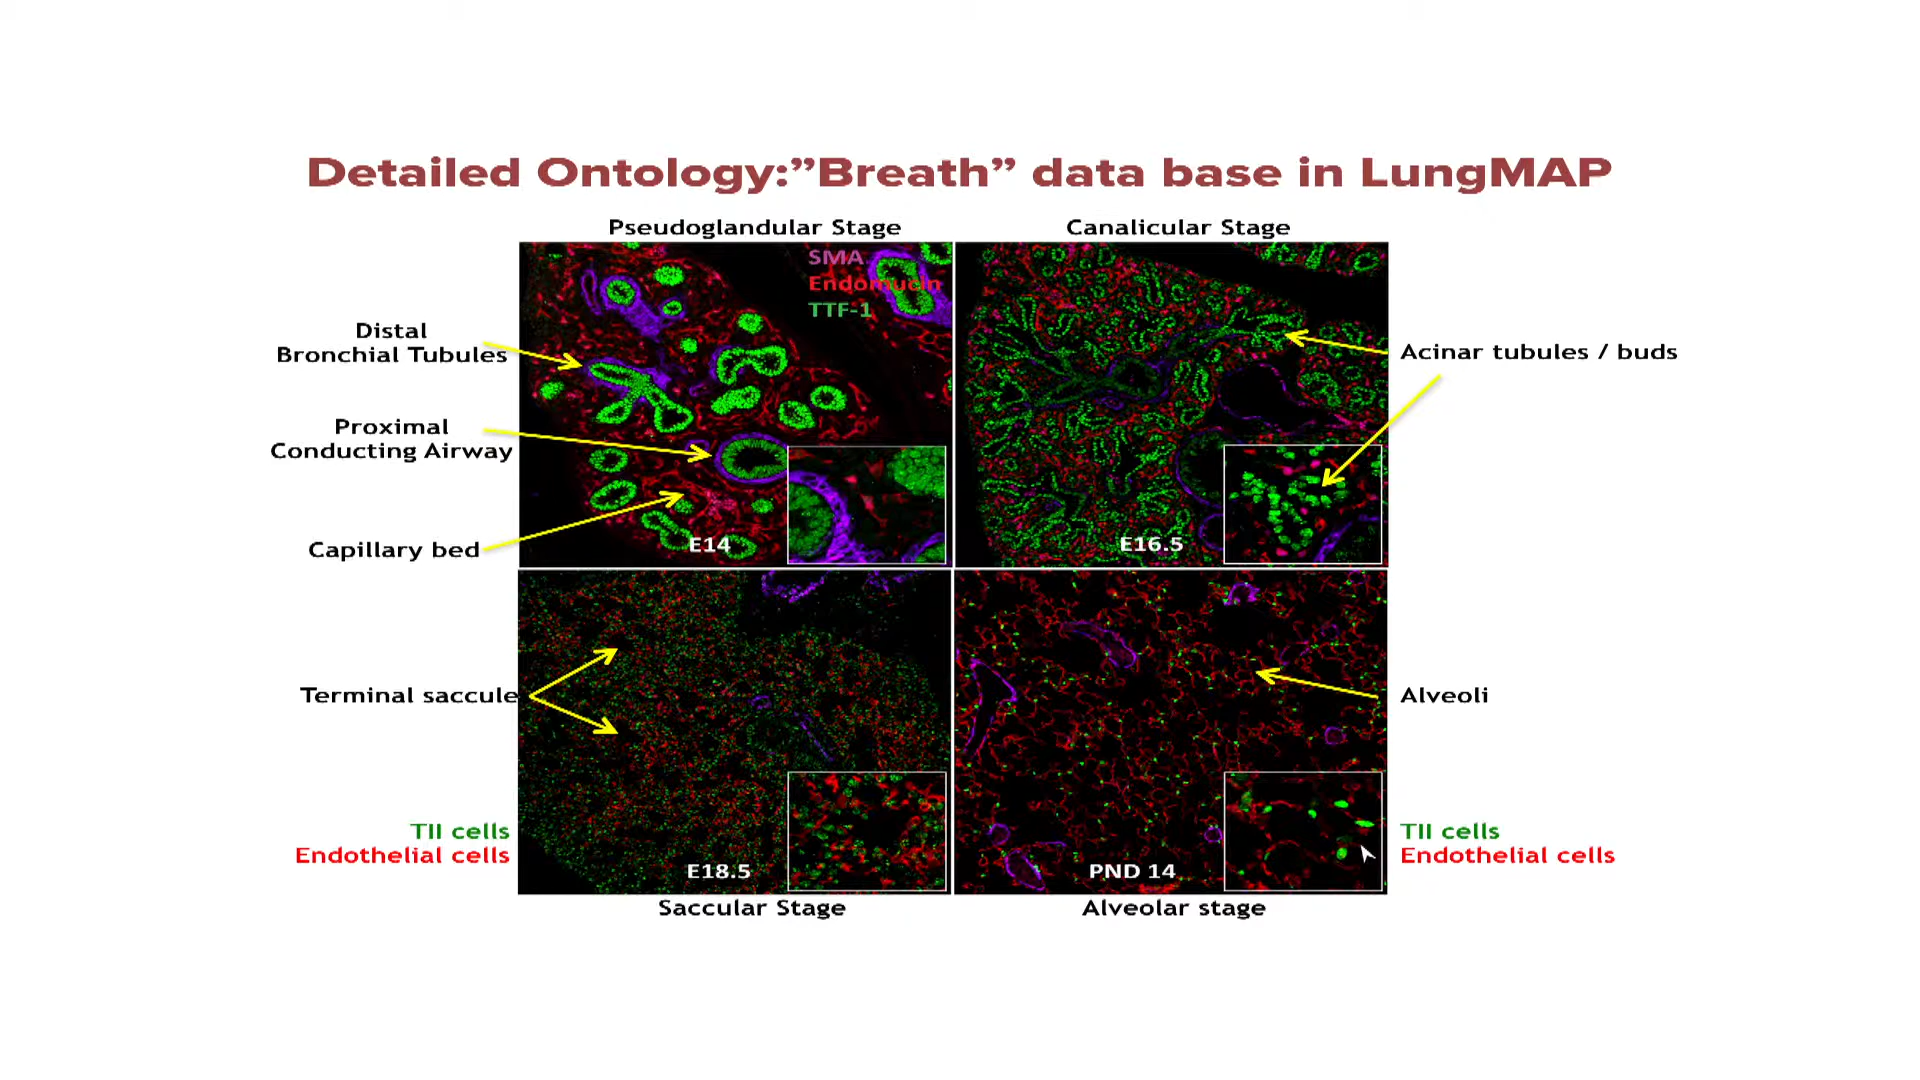 Detailed Ontology:”Breath” data base in LungMAP
Pseudoglandular Stage
Canalicular Stage
SMA
Endomucin
TTF-1
Distal
Bronchial Tubules
Acinar tubules / buds
Proximal
Conducting Airway
Capillary bed
E14
E16.5
Terminal saccule
Alveoli
TII cells
Endothelial cells
TII cells
Endothelial cells
E18.5
PND 14
Saccular Stage
Alveolar stage